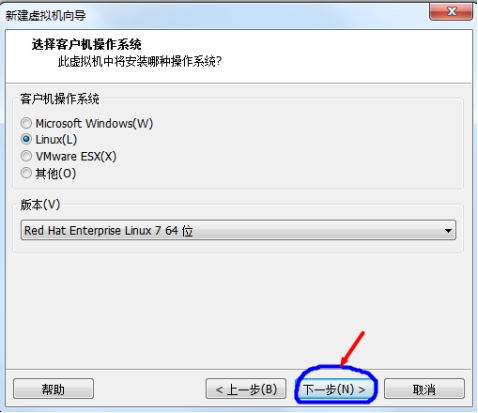 新建虚拟机向导
选择客户机操作系统
此虚拟机中将安装哪种操作系统?
客户机操作系统
Microsoft Windows(W)
Linux(L)
VMware ESX(X)
其他(O)
版本(V)
Red Hat Enterprise Linux 7 64 位
帮助
< 上一步(B)
下一步(N) >
取消